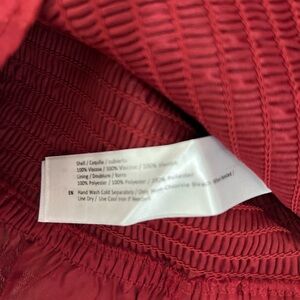 Shell / Coquille / cubierta
100% Viscose / 100% Viscose / 100% Viscosa
Lining / Doublure / forro
100% Polyester / 100% Polyester / 100% Poliéster
EN Hand Wash Cold Separately / Only Non-Chlorine Bleach When Needed /
Line Dry / Use Cool Iron If Needed